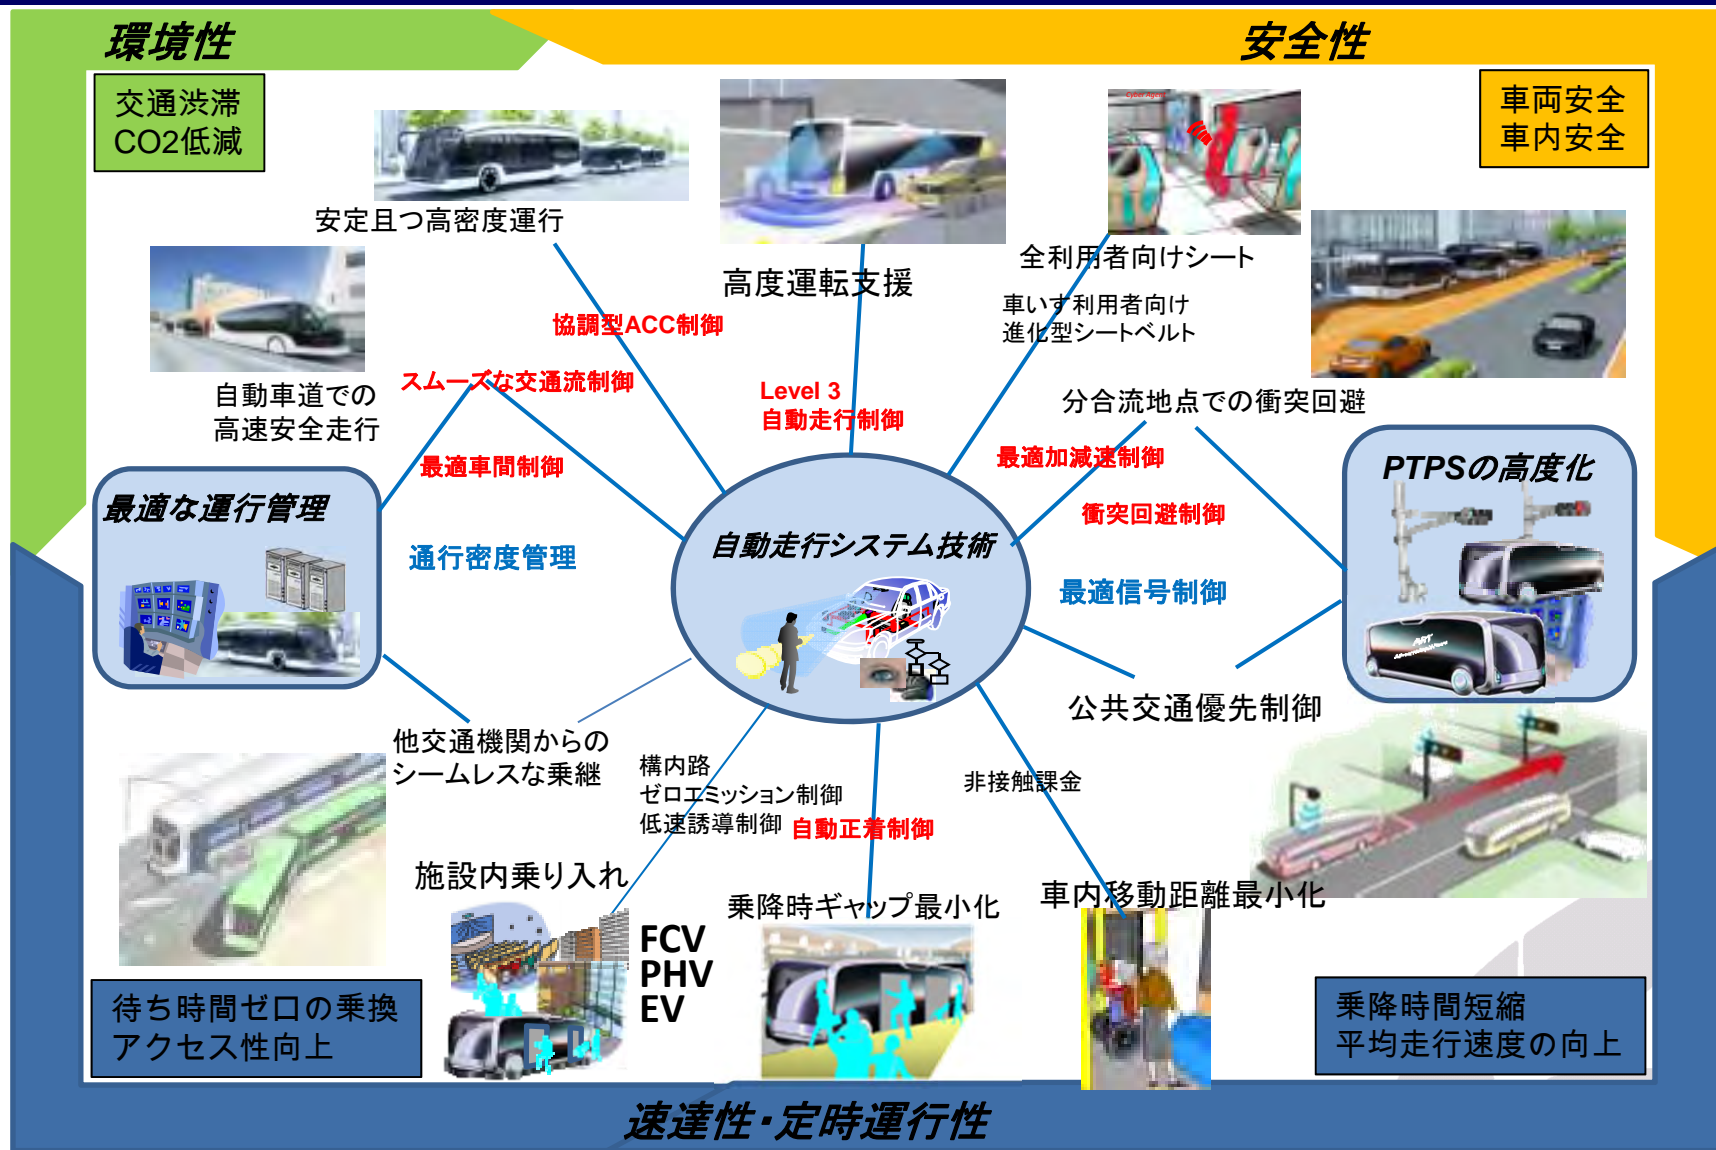 環境性
安全性
交通渋滞
CO2低減
車両安全
車内安全
Cyber Agent
安定且つ高密度運行
高度運転支援
全利用者向けシート
車いす利用者向け
進化型シートベルト
協調型ACC制御
スムーズな交通流制御
自動車道での
高速安全走行
Level 3
自動走行制御
分合流地点での衝突回避
最適車間制御
最適加減速制御
PTPSの高度化
最適な運行管理
衝突回避制御
自動走行システム技術
通行密度管理
最適信号制御
ART
公共交通優先制御
他交通機関からの
シームレスな乗継
構内路
ゼロエミッション制御
低速誘導制御
自動正着制御
非接触課金
施設内乗り入れ
乗降時ギャップ最小化
車内移動距離最小化
FCV
PHV
EV
待ち時間ゼロの乗換
アクセス性向上
乗降時間短縮
平均走行速度の向上
速達性・定時運行性